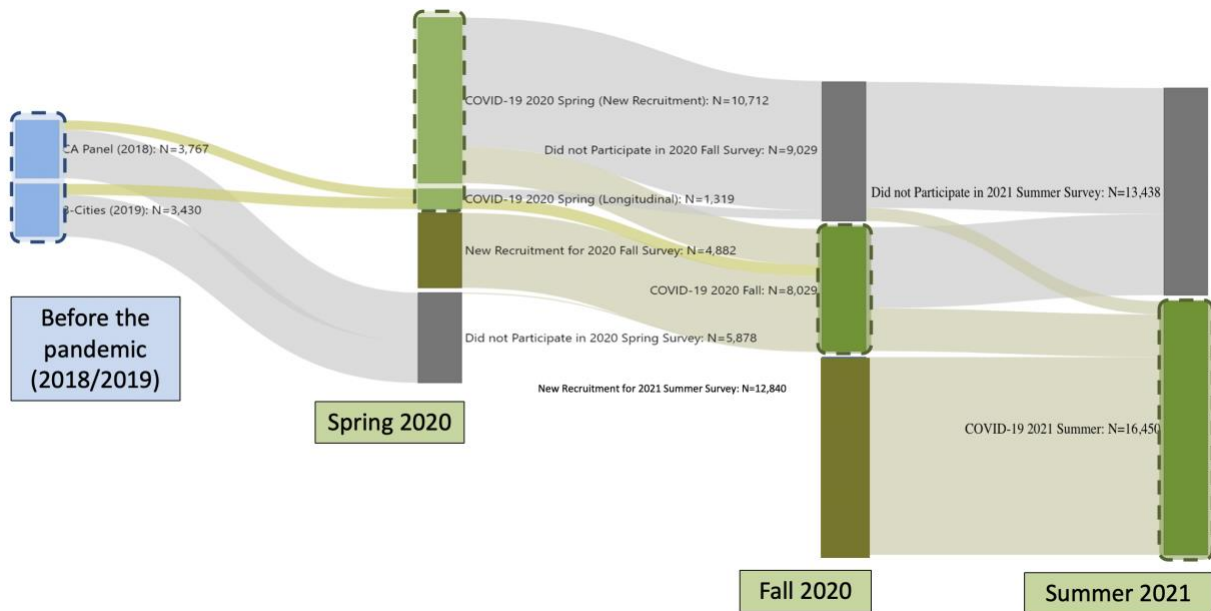 COVID-19 2020 Spring (New Recruitment): N=10,712
CA Panel (2018): N=3,767
Did not Participate in 2020 Fall Survey: N=9,029
Did not Participate in 2021 Summer Survey: N=13,438
COVID-19 2020 Spring (Longitudinal): N=1,319
3-Cities (2019): N=3,430
New Recruitment for 2020 Fall Survey: N=4,882
COVID-19 2020 Fall: N=8,029
Before the
pandemic
(2018/2019)
Did not Participate in 2020 Spring Survey: N=5,878
New Recruitment for 2021 Summer Survey: N=12,840
Spring 2020
COVID-19 2021 Summer: N=16,450
Fall 2020
Summer 2021